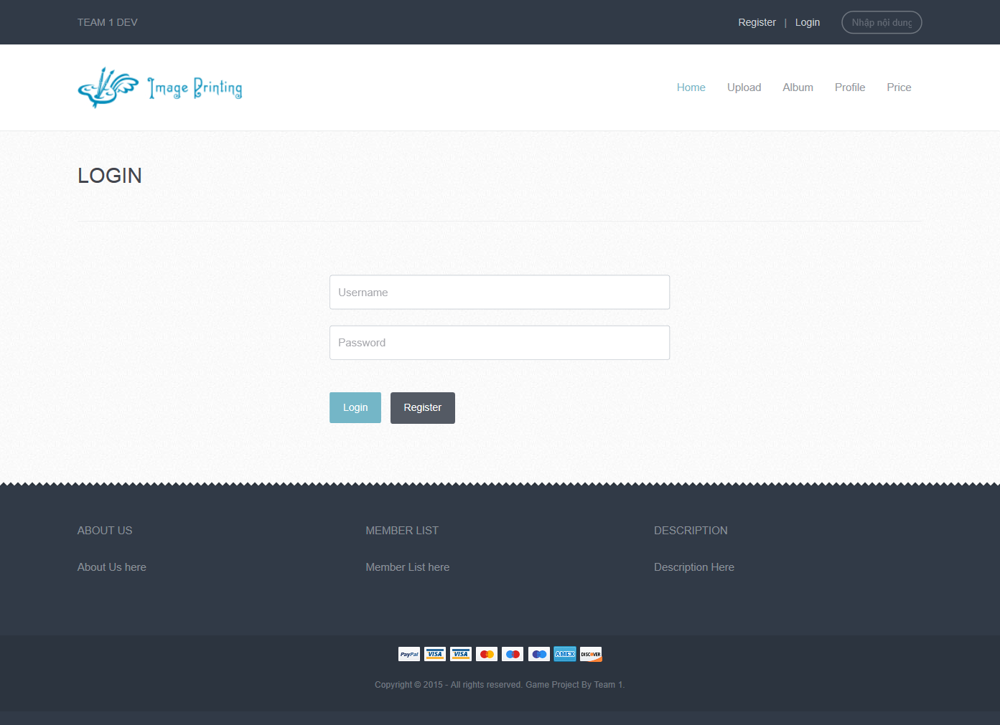 TEAM 1 DEV
Register | Login
Nhập nội dung
Image Printing
Home Upload Album Profile Price
LOGIN
Username
Password
Login Register
ABOUT US MEMBER LIST DESCRIPTION
About Us here Member List here Description Here
PayPal VISA VISA AMEX DISCOVER
Copyright © 2015 - All rights reserved. Game Project By Team 1.